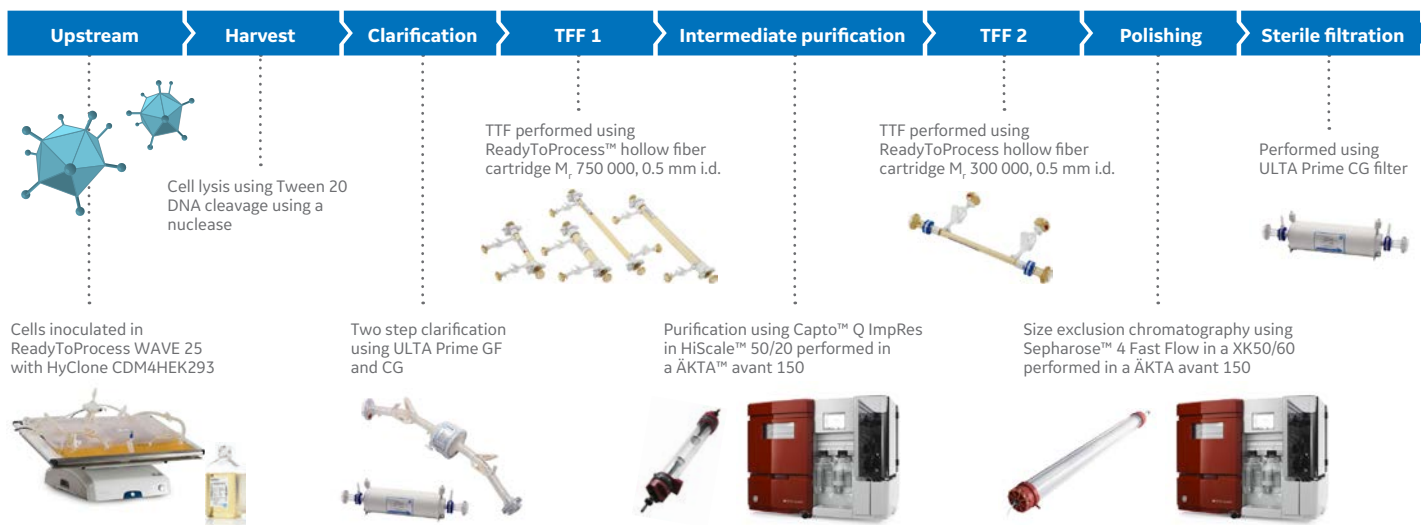 Upstream
Harvest
Clarification
TFF 1
Intermediate purification
TFF 2
Polishing
Sterile filtration
Cell lysis using Tween 20
DNA cleavage using a
nuclease
TTF performed using
ReadyToProcess™ hollow fiber
cartridge Mr 750 000, 0.5 mm i.d.
TTF performed using
ReadyToProcess hollow fiber
cartridge Mr 300 000, 0.5 mm i.d.
Performed using
ULTA Prime CG filter
Cells inoculated in
ReadyToProcess WAVE 25
with HyClone CDM4HEK293
Two step clarification
using ULTA Prime GF
and CG
Purification using Capto™ Q ImpRes
in HiScale™ 50/20 performed in
a ÄKTA™ avant 150
Size exclusion chromatography using
Sepharose™ 4 Fast Flow in a XK50/60
performed in a ÄKTA avant 150